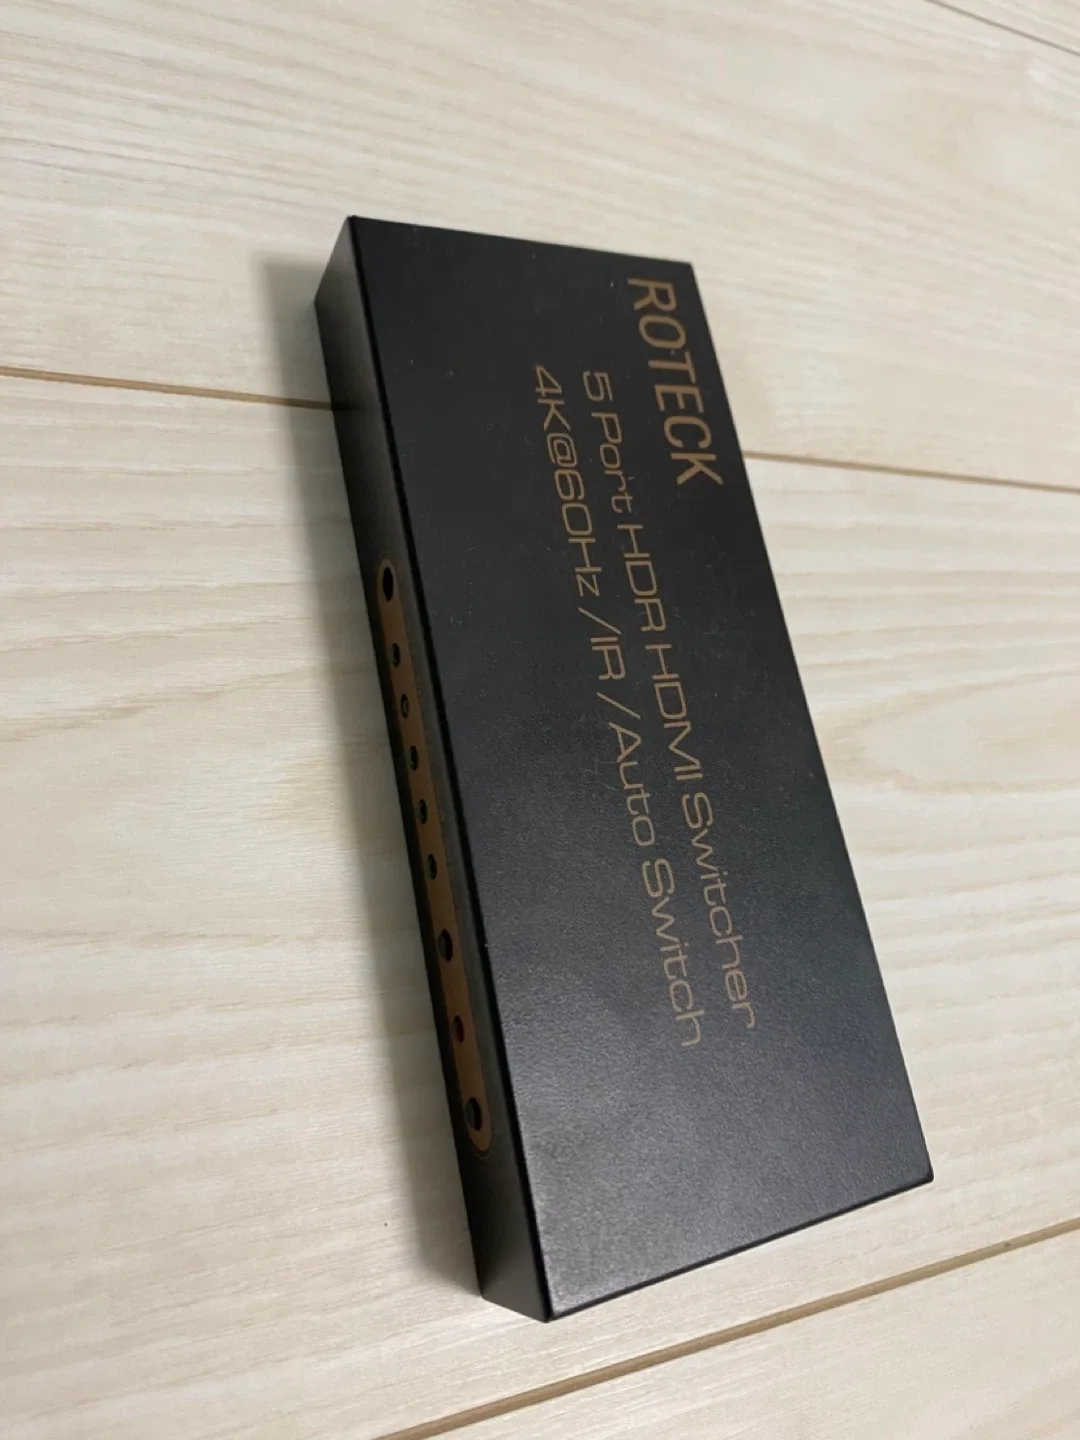 ROTECK
5 Port HDR HDMI Switcher
4K@60Hz /IR /Auto Switch